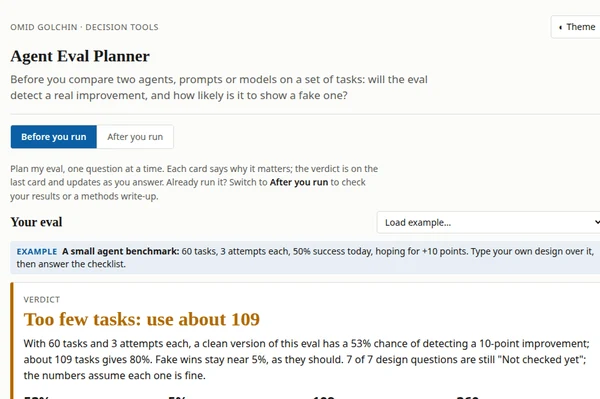 OMID GOLCHIN · DECISION TOOLS
Theme
Agent Eval Planner
Before you compare two agents, prompts or models on a set of tasks: will the eval
detect a real improvement, and how likely is it to show a fake one?
Before you run
After you run
Plan my eval, one question at a time. Each card says why it matters; the verdict is on the
last card and updates as you answer. Already run it? Switch to After you run to check
your results or a methods write-up.
Your eval
Load example...
EXAMPLE A small agent benchmark: 60 tasks, 3 attempts each, 50% success today, hoping for +10 points. Type your own design over it,
then answer the checklist.
VERDICT
Too few tasks: use about 109
With 60 tasks and 3 attempts each, a clean version of this eval has a 53% chance of detecting a 10-point improvement;
about 109 tasks gives 80%. Fake wins stay near 5%, as they should. 7 of 7 design questions are still "Not checked yet";
the numbers assume each one is fine.